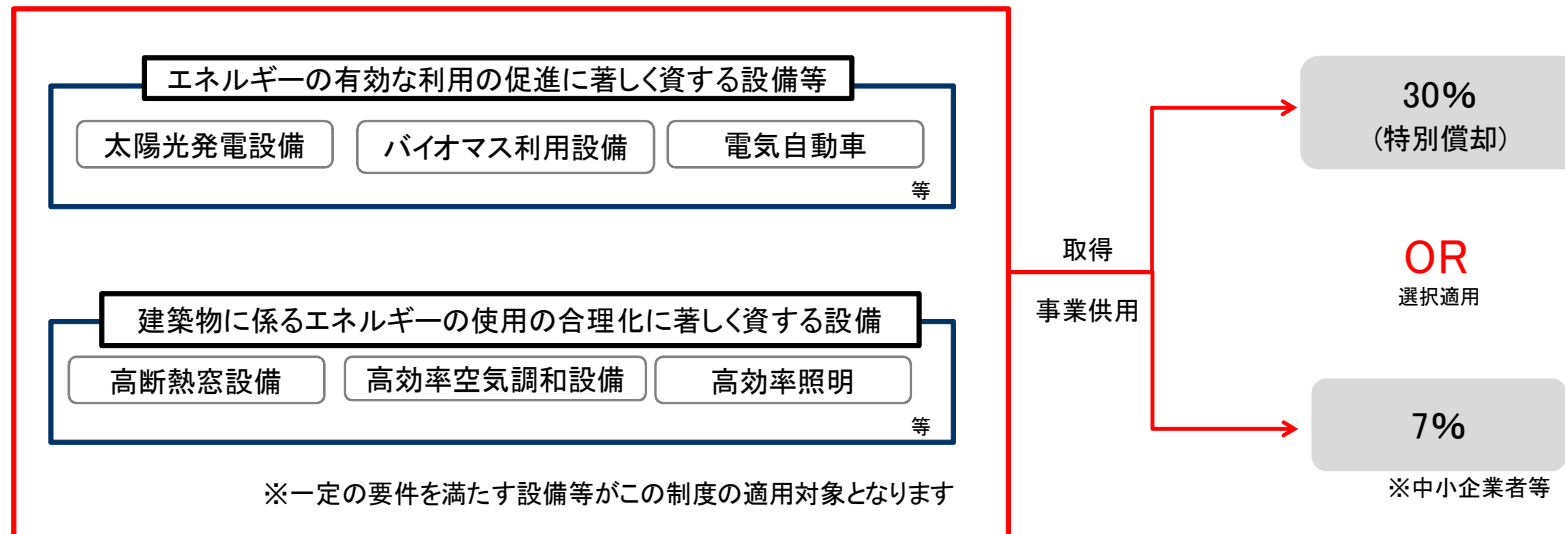 エネルギーの有効な利用の促進に著しく資する設備等
太陽光発電設備
バイオマス利用設備
電気自動車
等
建築物に係るエネルギーの使用の合理化に著しく資する設備
高断熱窓設備
高効率空気調和設備
高効率照明
等
※一定の要件を満たす設備等がこの制度の適用対象となります
取得
事業供用
30%
(特別償却)
OR
選択適用
7%
※中小企業者等